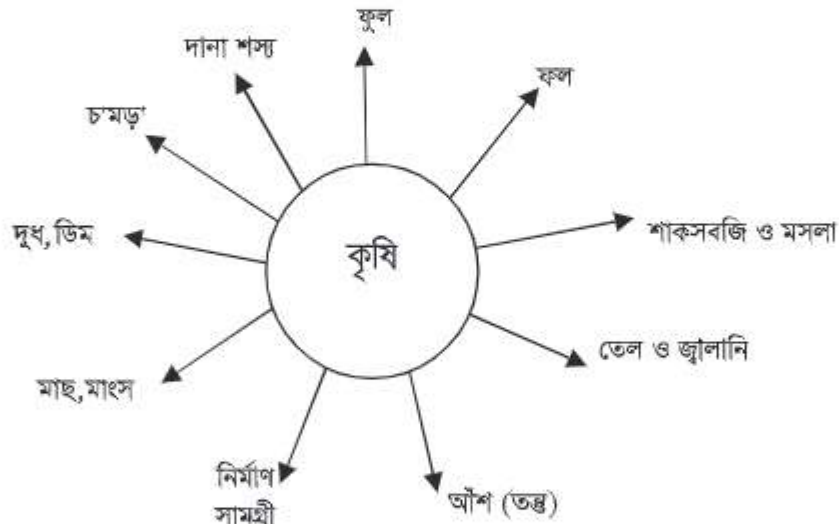 ফুল
দানা শস্য
ফল
চ'মড়'
দুধ,ডিম
কৃষি
শাকসবজি ও মসলা
তেল ও জ্বালানি
মাছ,মাংস
নির্মাণ
সামগ্রী
আঁশ (তন্তু)